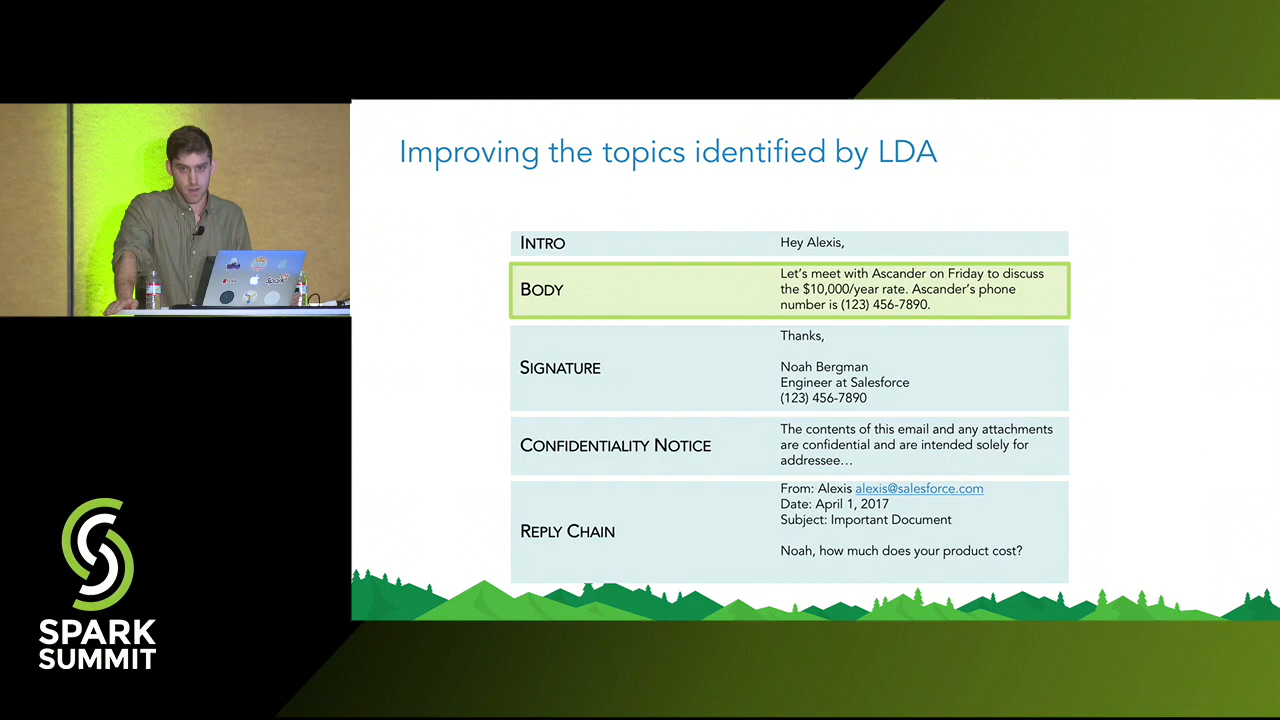 Improving the topics identified by LDA
INTRO
Hey Alexis,
BODY
Let's meet with Ascander on Friday to discuss
the $10,000/year rate. Ascander's phone
number is (123) 456-7890.
SIGNATURE
Thanks,
Noah Bergman
Engineer at Salesforce
(123) 456-7890
CONFIDENTIALITY NOTICE
The contents of this email and any attachments
are confidential and are intended solely for
addressee…
REPLY CHAIN
From: Alexis alexis@salesforce.com
Date: April 1, 2017
Subject: Important Document
Noah, how much does your product cost?
Spark
SPARK
SUMMIT